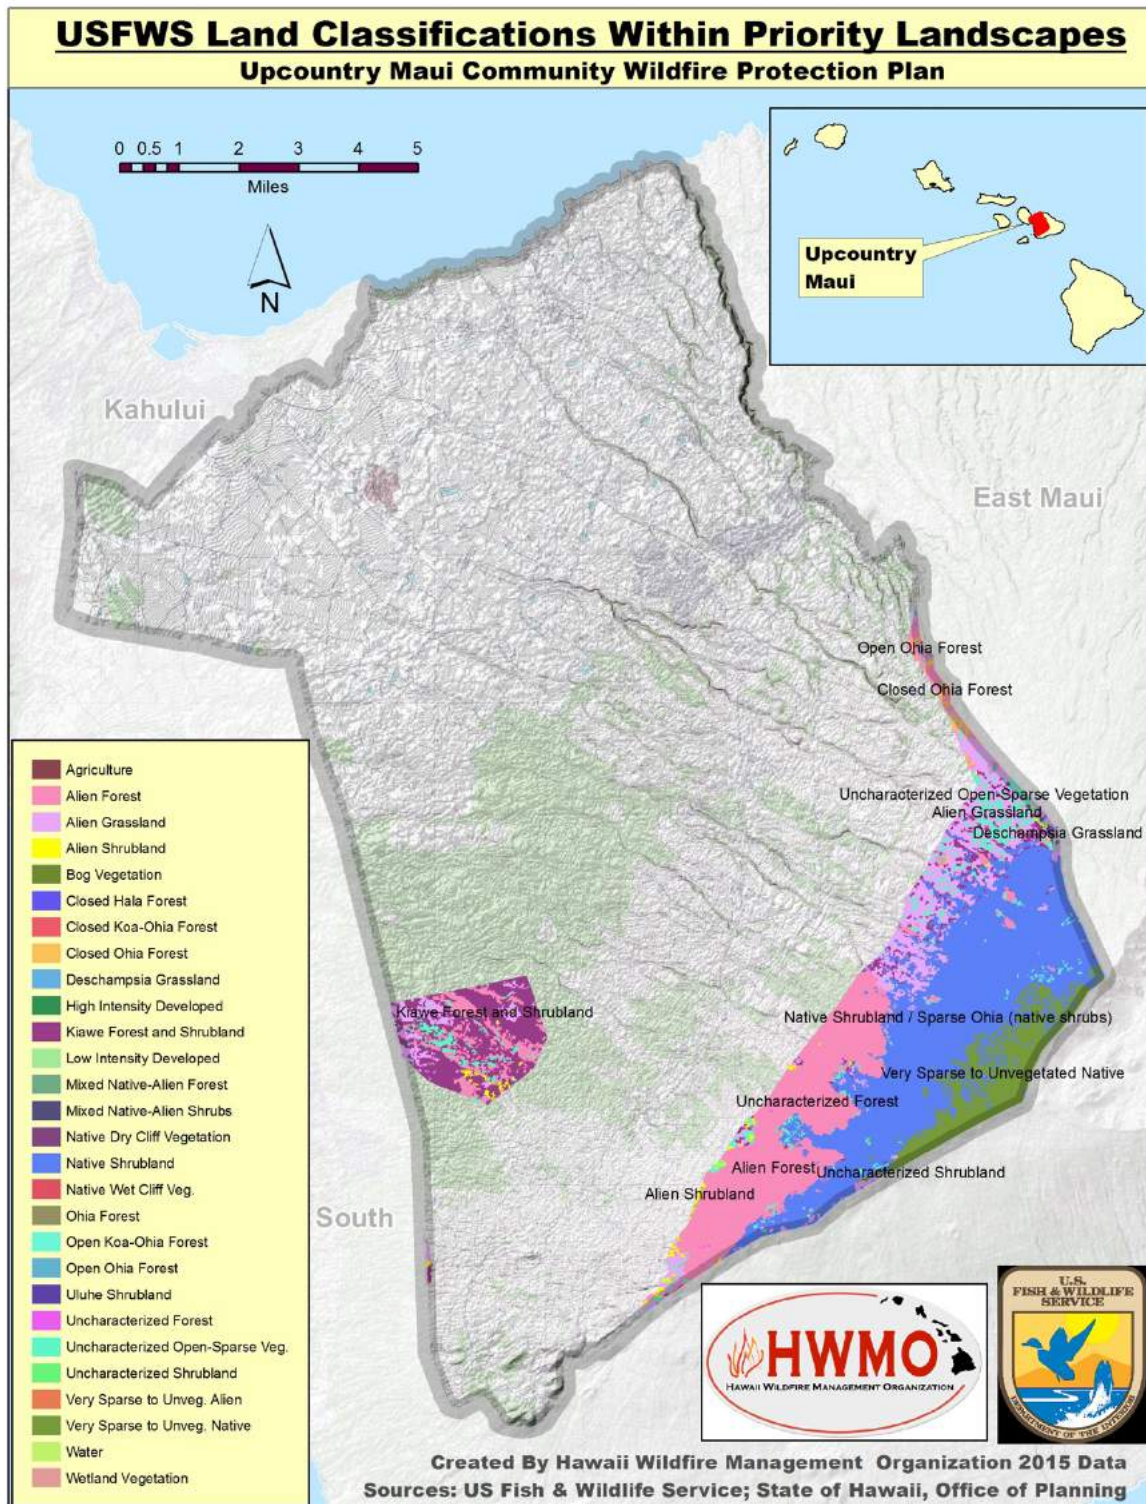 USFWS Land Classifications Within Priority Landscapes
Upcountry Maui Community Wildfire Protection Plan
0 0.5 1 2 3 4 5
Miles
N
Upcountry
Maui
Kahului
East Maui
Open Ohia Forest
Closed Ohia Forest
Uncharacterized Open-Sparse Vegetation
Alien Grassland
Deschampsia Grassland
Kiawe Forest and Shrubland
Native Shrubland / Sparse Ohia (native shrubs)
Very Sparse to Unvegetated Native
Uncharacterized Forest
Alien Forest
Uncharacterized Shrubland
Alien Shrubland
South
Agriculture
Alien Forest
Alien Grassland
Alien Shrubland
Bog Vegetation
Closed Hala Forest
Closed Koa-Ohia Forest
Closed Ohia Forest
Deschampsia Grassland
High Intensity Developed
Kiawe Forest and Shrubland
Low Intensity Developed
Mixed Native-Alien Forest
Mixed Native-Alien Shrubs
Native Dry Cliff Vegetation
Native Shrubland
Native Wet Cliff Veg.
Ohia Forest
Open Koa-Ohia Forest
Open Ohia Forest
Uluhe Shrubland
Uncharacterized Forest
Uncharacterized Open-Sparse Veg.
Uncharacterized Shrubland
Very Sparse to Unveg. Alien
Very Sparse to Unveg. Native
Water
Wetland Vegetation
HWMO
HAWAII WILDFIRE MANAGEMENT ORGANIZATION
U.S.
FISH & WILDLIFE
SERVICE
DEPARTMENT OF THE INTERIOR
Created By Hawaii Wildfire Management Organization 2015 Data
Sources: US Fish & Wildlife Service; State of Hawaii, Office of Planning